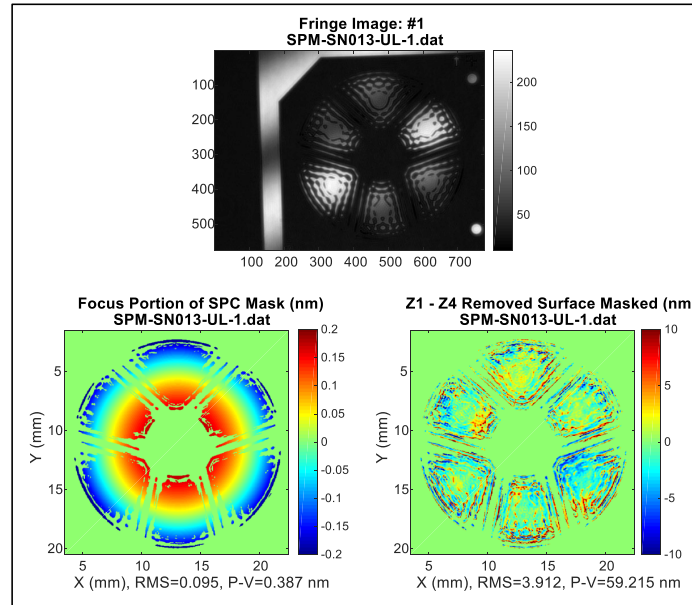 Fringe Image: #1
SPM-SN013-UL-1.dat
100
200
300
400
500
100 200 300 400 500 600 700
200
150
100
50
Focus Portion of SPC Mask (nm)
SPM-SN013-UL-1.dat
Y (mm)
5
10
15
20
5 10 15 20
X (mm), RMS=0.095, P-V=0.387 nm
0.2
0.15
0.1
0.05
0
-0.05
-0.1
-0.15
-0.2
Z1 - Z4 Removed Surface Masked (nm
SPM-SN013-UL-1.dat
Y (mm)
5
10
15
20
5 10 15 20
X (mm), RMS=3.912, P-V=59.215 nm
10
5
0
-5
-10